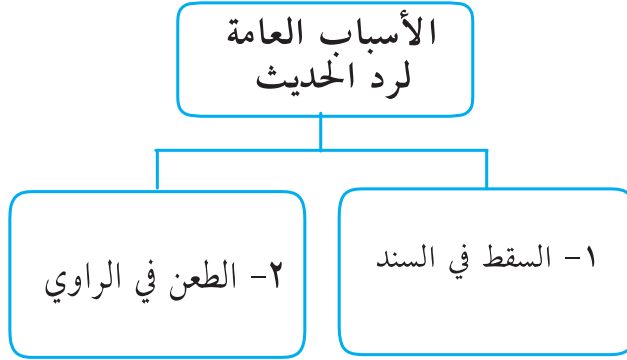 الأسباب العامة
لرد الحديث
١- السقط في السند
٢- الطعن في الراوي